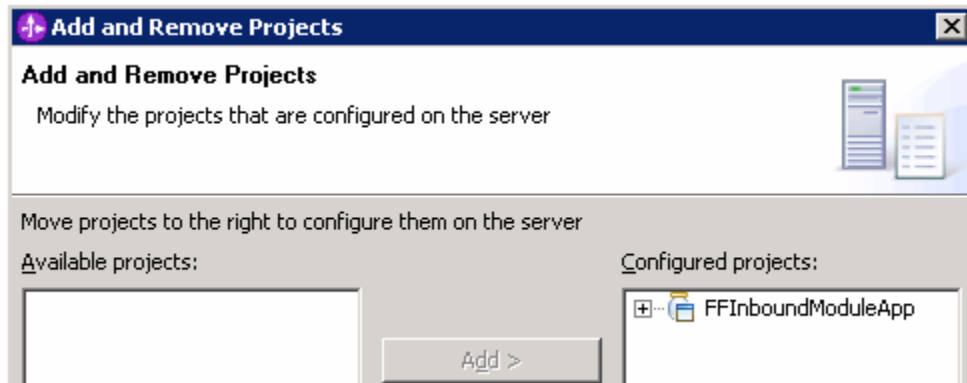 Add and Remove Projects
Add and Remove Projects
Modify the projects that are configured on the server
Move projects to the right to configure them on the server
Available projects:
Configured projects:
FFInboundModuleApp
Add >